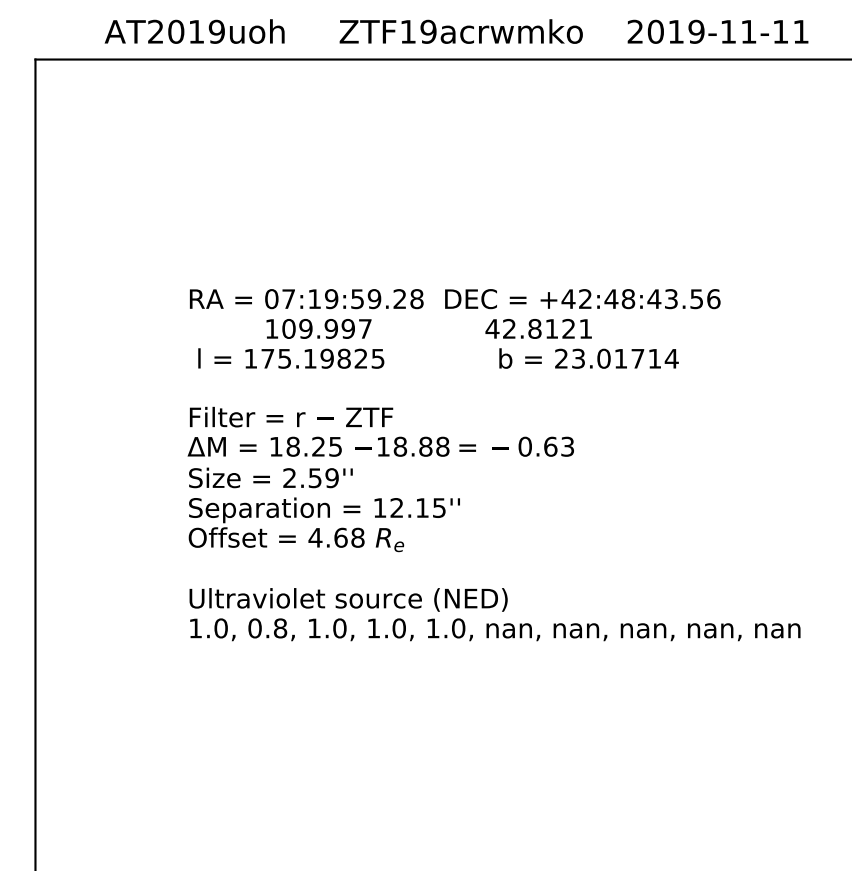 AT2019uoh ZTF19acrwmko 2019-11-11
RA = 07:19:59.28 DEC = +42:48:43.56
109.997 42.8121
l = 175.19825 b = 23.01714
Filter = r − ZTF
ΔM = 18.25 −18.88 = − 0.63
Size = 2.59''
Separation = 12.15''
Offset = 4.68 Re
Ultraviolet source (NED)
1.0, 0.8, 1.0, 1.0, 1.0, nan, nan, nan, nan, nan